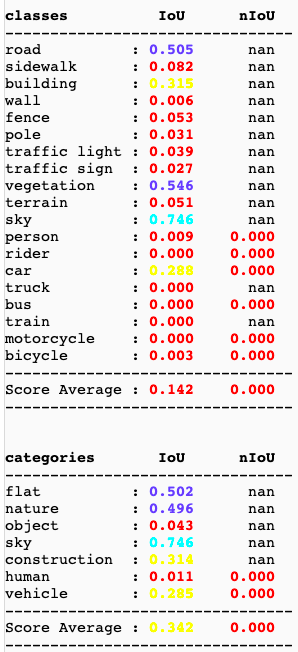 classes          IoU      nIoU
--------------------------------
road          : 0.505      nan
sidewalk      : 0.082      nan
building      : 0.315      nan
wall          : 0.006      nan
fence         : 0.053      nan
pole          : 0.031      nan
traffic light : 0.039      nan
traffic sign  : 0.027      nan
vegetation    : 0.546      nan
terrain       : 0.051      nan
sky           : 0.746      nan
person        : 0.009    0.000
rider         : 0.000    0.000
car           : 0.288    0.000
truck         : 0.000      nan
bus           : 0.000    0.000
train         : 0.000      nan
motorcycle    : 0.000    0.000
bicycle       : 0.003    0.000
--------------------------------
Score Average : 0.142    0.000
--------------------------------
categories       IoU      nIoU
--------------------------------
flat          : 0.502      nan
nature        : 0.496      nan
object        : 0.043      nan
sky           : 0.746      nan
construction  : 0.314      nan
human         : 0.011    0.000
vehicle       : 0.285    0.000
--------------------------------
Score Average : 0.342    0.000
--------------------------------